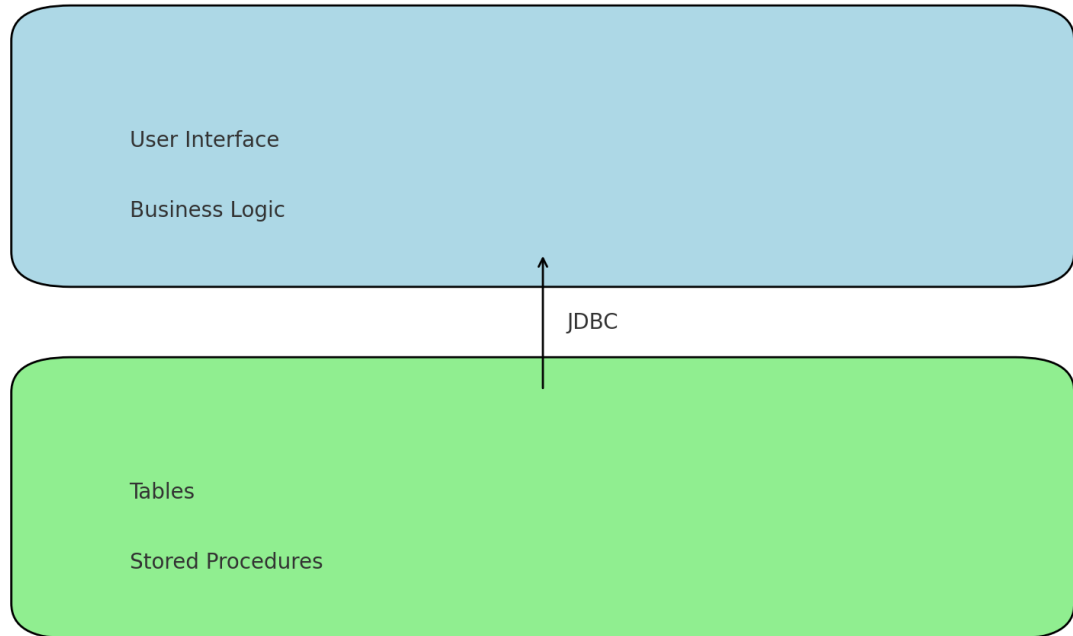 User Interface
Business Logic
JDBC
Tables
Stored Procedures